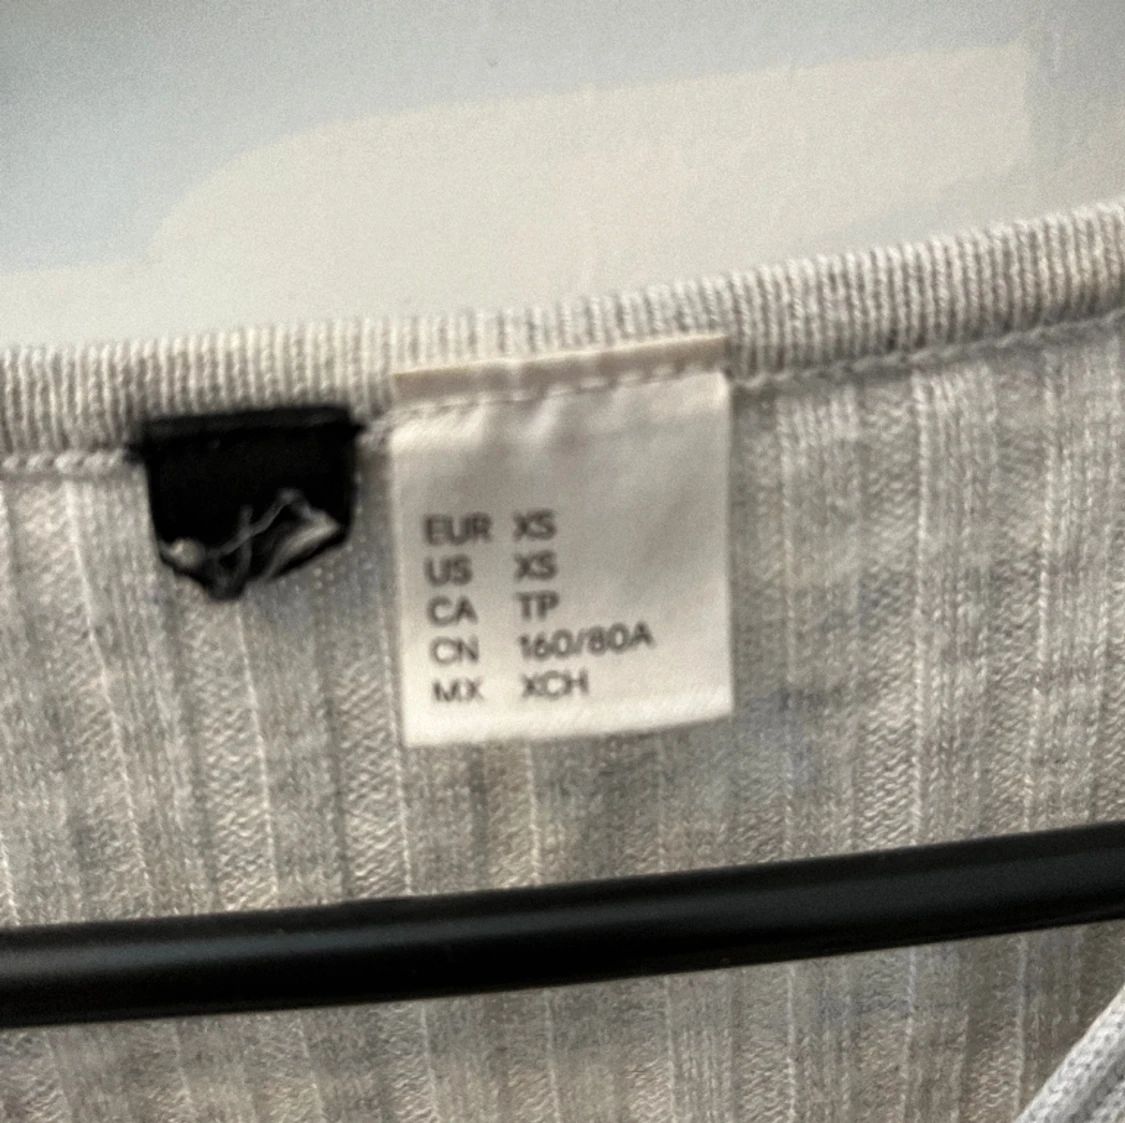 EUR XS
US XS
CA TP
CN 160/80A
MX XCH